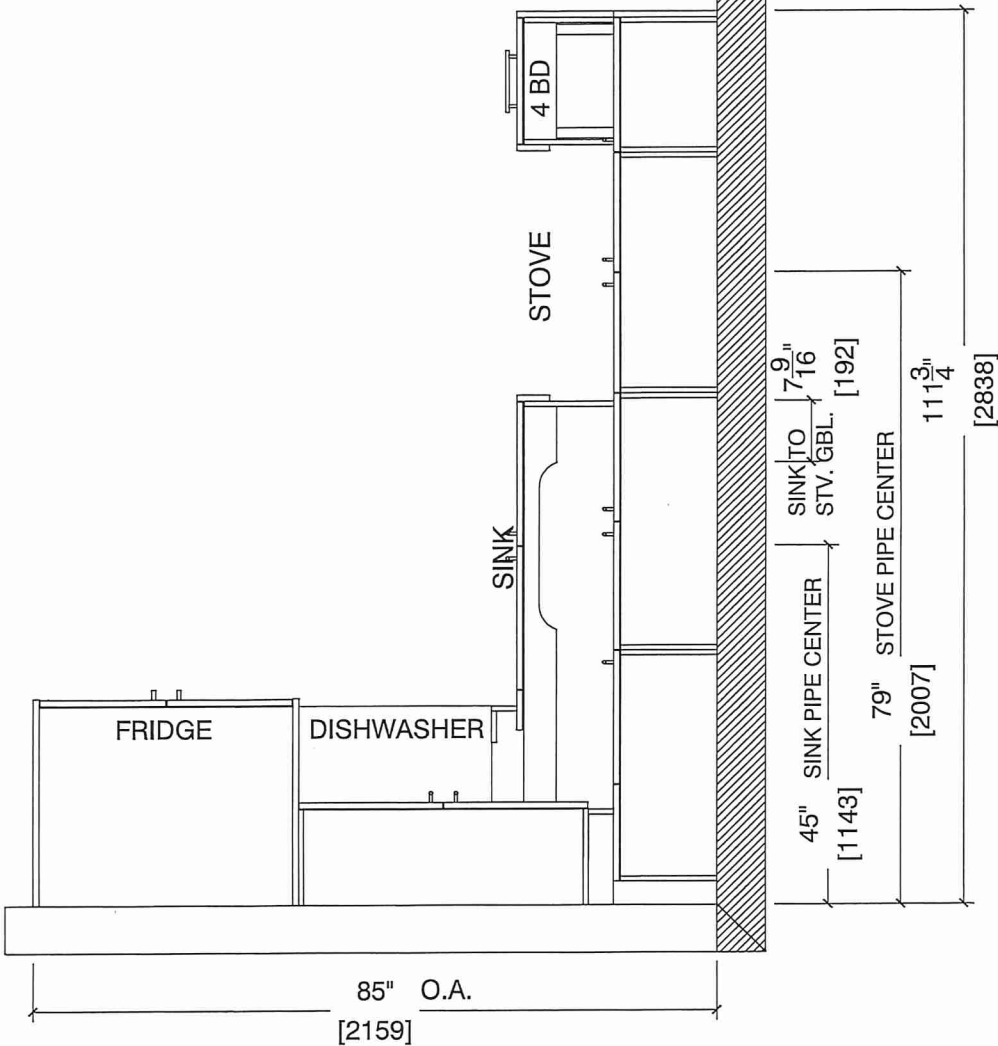 4 BD
STOVE
SINK
FRIDGE
DISHWASHER
7 9/16"
[192]
SINK TO
STV. GBL.
111 3/4"
[2838]
79" STOVE PIPE CENTER
[2007]
45" SINK PIPE CENTER
[1143]
85" O.A.
[2159]